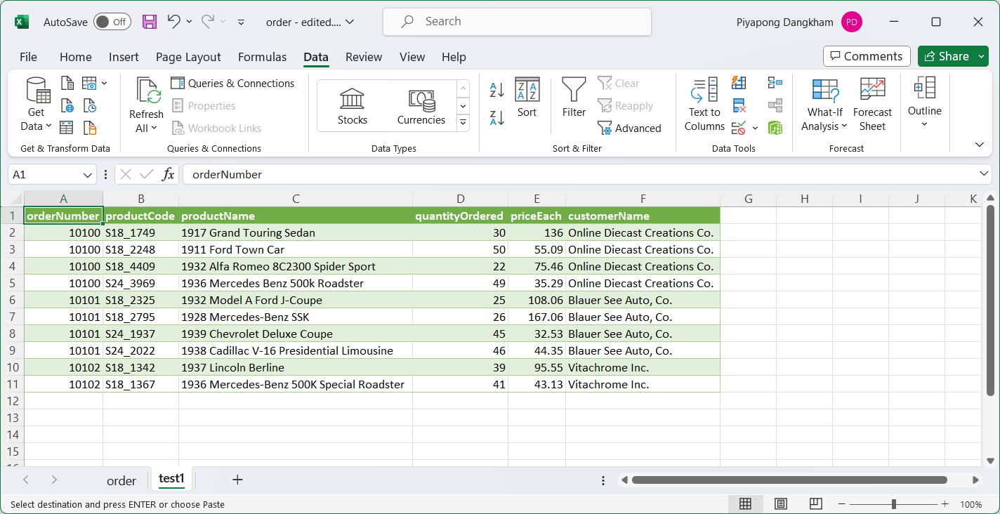 AutoSave Off order - edited.... Search Piyapong Dangkham PD
File Home Insert Page Layout Formulas Data Review View Help Comments Share
Get Data
Refresh All
Queries & Connections
Properties
Workbook Links
Stocks
Currencies
A Z
Z A
Z A A Z
Sort
Filter
Clear
Reapply
Advanced
Text to Columns
What-If Analysis
Forecast Sheet
Outline
Get & Transform Data Queries & Connections Data Types Sort & Filter Data Tools Forecast
A1 fx orderNumber
A B C D E F G H I J K
1 orderNumber productCode productName quantityOrdered priceEach customerName
2 10100 S18_1749 1917 Grand Touring Sedan 30 136 Online Diecast Creations Co.
3 10100 S18_2248 1911 Ford Town Car 50 55.09 Online Diecast Creations Co.
4 10100 S18_4409 1932 Alfa Romeo 8C2300 Spider Sport 22 75.46 Online Diecast Creations Co.
5 10100 S24_3969 1936 Mercedes Benz 500k Roadster 49 35.29 Online Diecast Creations Co.
6 10101 S18_2325 1932 Model A Ford J-Coupe 25 108.06 Blauer See Auto, Co.
7 10101 S18_2795 1928 Mercedes-Benz SSK 26 167.06 Blauer See Auto, Co.
8 10101 S24_1937 1939 Chevrolet Deluxe Coupe 45 32.53 Blauer See Auto, Co.
9 10101 S24_2022 1938 Cadillac V-16 Presidential Limousine 46 44.35 Blauer See Auto, Co.
10 10102 S18_1342 1937 Lincoln Berline 39 95.55 Vitachrome Inc.
11 10102 S18_1367 1936 Mercedes-Benz 500K Special Roadster 41 43.13 Vitachrome Inc.
12
13
14
15
16
order test1
Select destination and press ENTER or choose Paste 100%